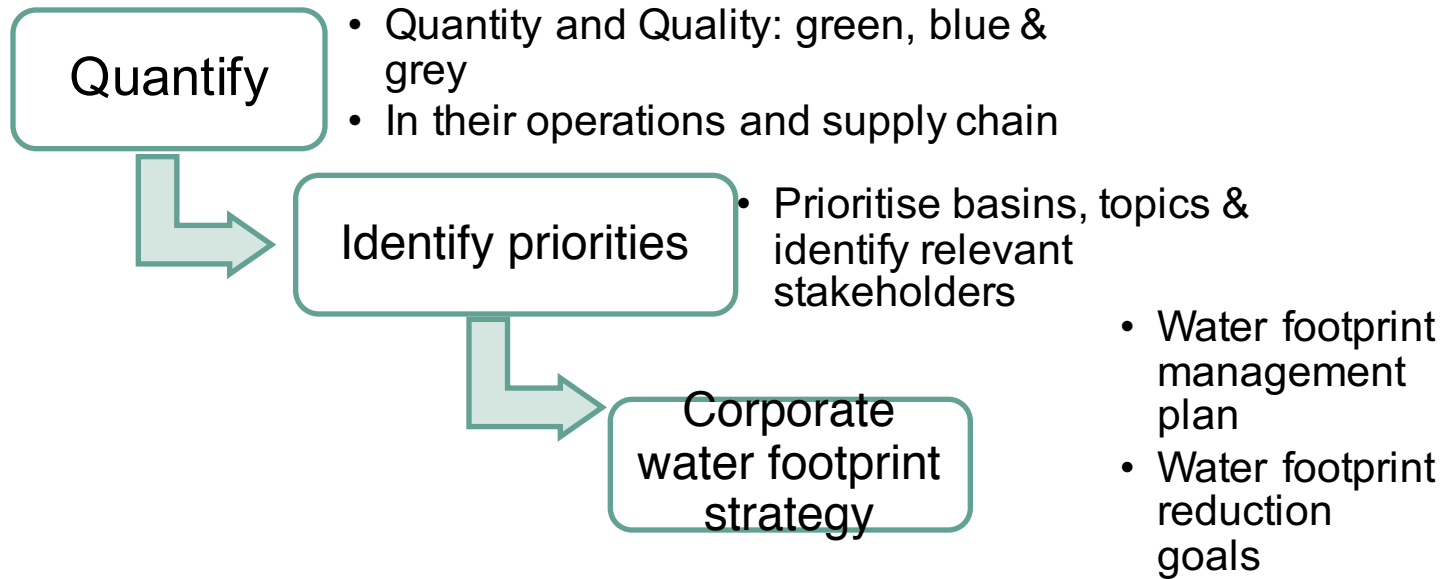 Quantify
• Quantity and Quality: green, blue &
grey
• In their operations and supply chain
Identify priorities
• Prioritise basins, topics &
identify relevant
stakeholders
Corporate
water footprint
strategy
• Water footprint
management
plan
• Water footprint
reduction
goals